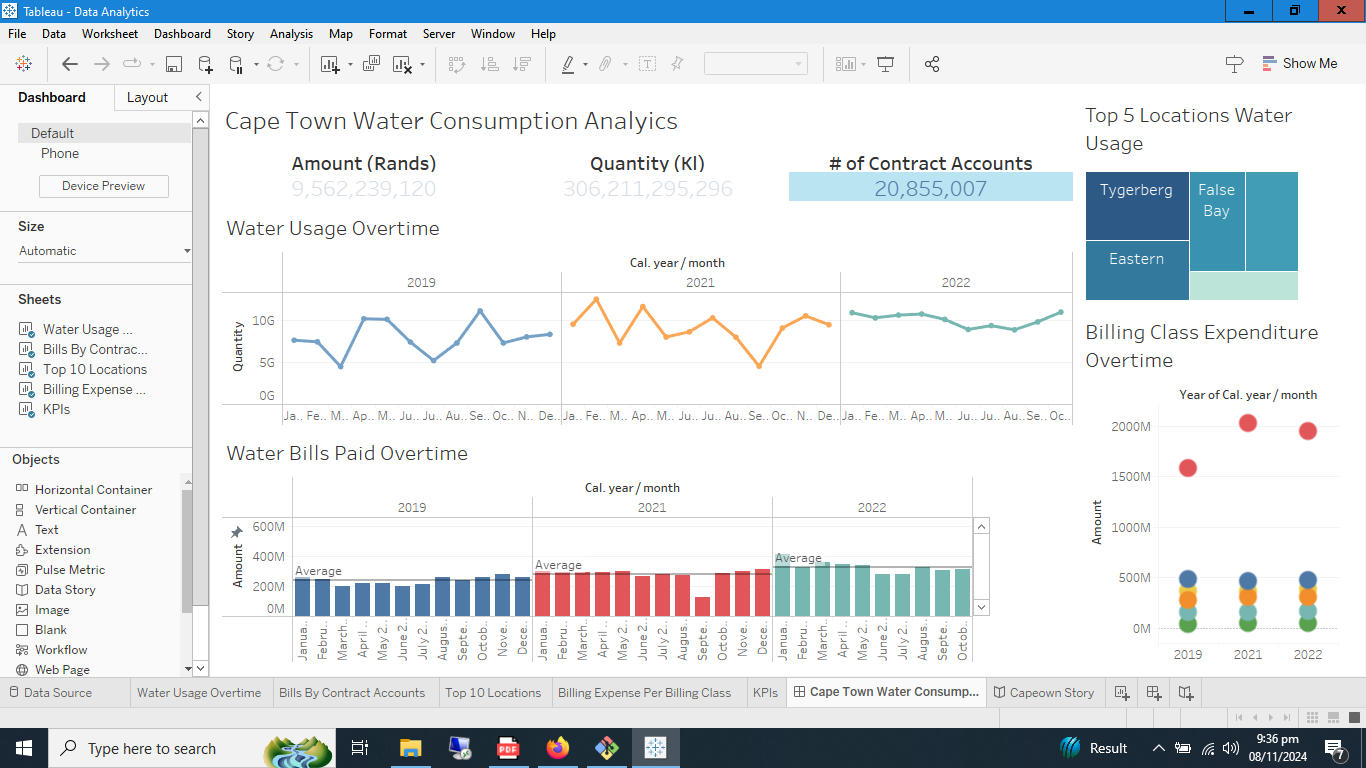 Tableau - Data Analytics
File Data Worksheet Dashboard Story Analysis Map Format Server Window Help
Show Me
Dashboard Layout
Default
Phone
Device Preview
Size
Automatic
Sheets
Water Usage ...
Bills By Contrac...
Top 10 Locations
Billing Expense ...
KPIs
Objects
Horizontal Container
Vertical Container
Text
Extension
Pulse Metric
Data Story
Image
Blank
Workflow
Web Page
Cape Town Water Consumption Analyics
Amount (Rands) Quantity (Kl) # of Contract Accounts
9,562,239,120 306,211,295,296 20,855,007
Water Usage Overtime
Cal. year / month
2019 2021 2022
Quantity
10G
5G
0G
Ja.. Fe.. M.. Ap.. M.. Ju.. Ju.. Au.. Se.. Oc.. N.. De.. Ja.. Fe.. M.. Ap.. M.. Ju.. Ju.. Au.. Se.. Oc.. N.. De.. Ja.. Fe.. M.. Ap.. M.. Ju.. Ju.. Au.. Se.. Oc..
Water Bills Paid Overtime
Cal. year / month
2019 2021 2022
Amount
600M
400M
200M
0M
Average Average Average
Janua.. Febru.. March.. April .. May 2.. June 2.. July 2.. Augus.. Septe.. Octob.. Nove.. Dece.. Janua.. Febru.. March.. April .. May 2.. June 2.. July 2.. Augus.. Septe.. Octob.. Nove.. Dece.. Janua.. Febru.. March.. April .. May 2.. June 2.. July 2.. Augus.. Septe.. Octob..
Top 5 Locations Water
Usage
Tygerberg
False
Bay
Eastern
Billing Class Expenditure
Overtime
Year of Cal. year / month
Amount
2000M
1500M
1000M
500M
0M
2019 2021 2022
Data Source Water Usage Overtime Bills By Contract Accounts Top 10 Locations Billing Expense Per Billing Class KPIs Cape Town Water Consump... Capeown Story
Type here to search
PDF
Result
9:36 pm
08/11/2024
7